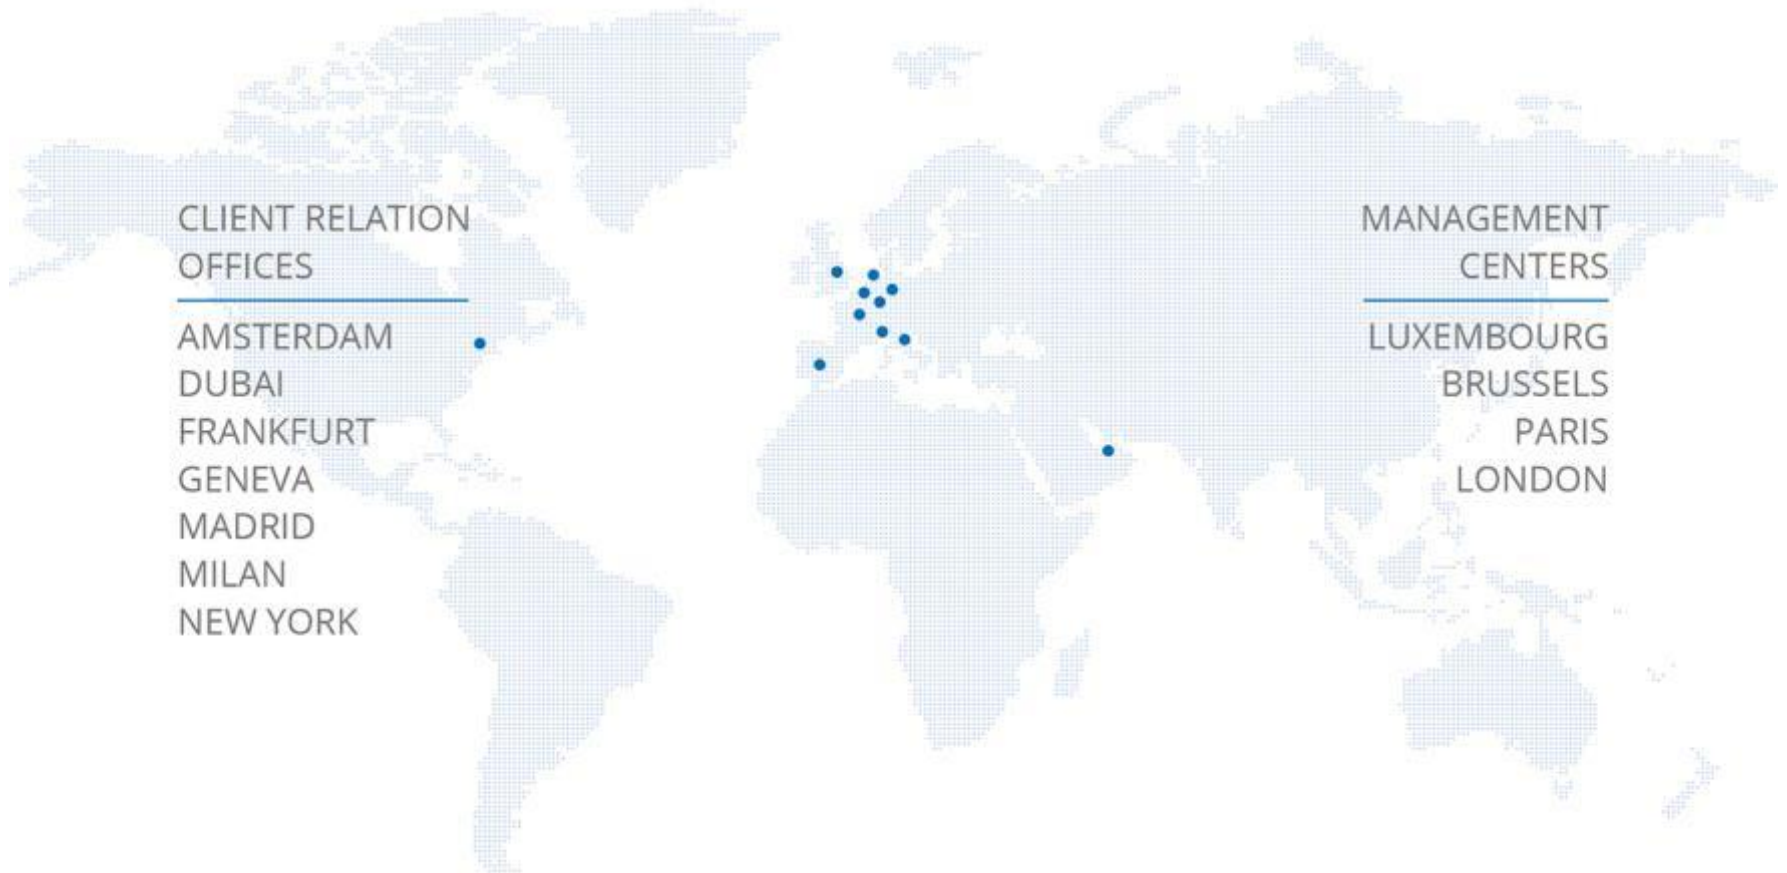 CLIENT RELATION
OFFICES
AMSTERDAM
DUBAI
FRANKFURT
GENEVA
MADRID
MILAN
NEW YORK
MANAGEMENT
CENTERS
LUXEMBOURG
BRUSSELS
PARIS
LONDON